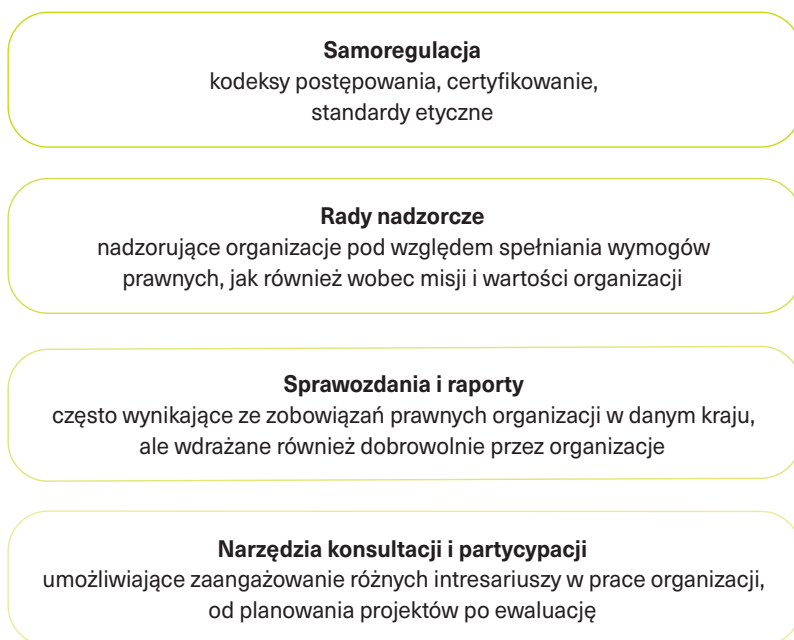 Samoregulacja
kodeksy postępowania, certyfikowanie,
standardy etyczne
Rady nadzorcze
nadzorujące organizacje pod względem spełniania wymogów
prawnych, jak również wobec misji i wartości organizacji
Sprawozdania i raporty
często wynikające ze zobowiązań prawnych organizacji w danym kraju,
ale wdrażane również dobrowolnie przez organizacje
Narzędzia konsultacji i partycypacji
umożliwiające zaangażowanie różnych intresariuszy w prace organizacji,
od planowania projektów po ewaluację